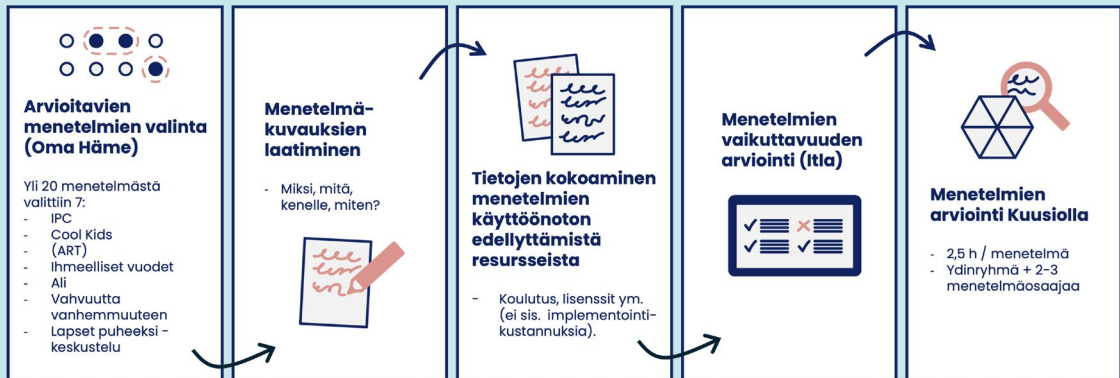 Arvioitavien
menetelmien valinta
(Oma Häme)
Yli 20 menetelmästä
valittiin 7:
- IPC
- Cool Kids
- (ART)
- Ihmeelliset vuodet
- Ali
- Vahvuutta
vanhemmuuteen
- Lapset puheeksi -
keskustelu
Menetelmä-
kuvauksien
laatiminen
- Miksi, mitä,
kenelle, miten?
Tietojen kokoaminen
menetelmien
käyttöönoton
edellyttämistä
resursseista
- Koulutus, lisenssit ym.
(ei sis. implementointi-
kustannuksia).
Menetelmien
vaikuttavuuden
arviointi (Itla)
Menetelmien
arviointi Kuusiolla
- 2,5 h / menetelmä
- Ydinryhmä + 2-3
menetelmäosaajaa